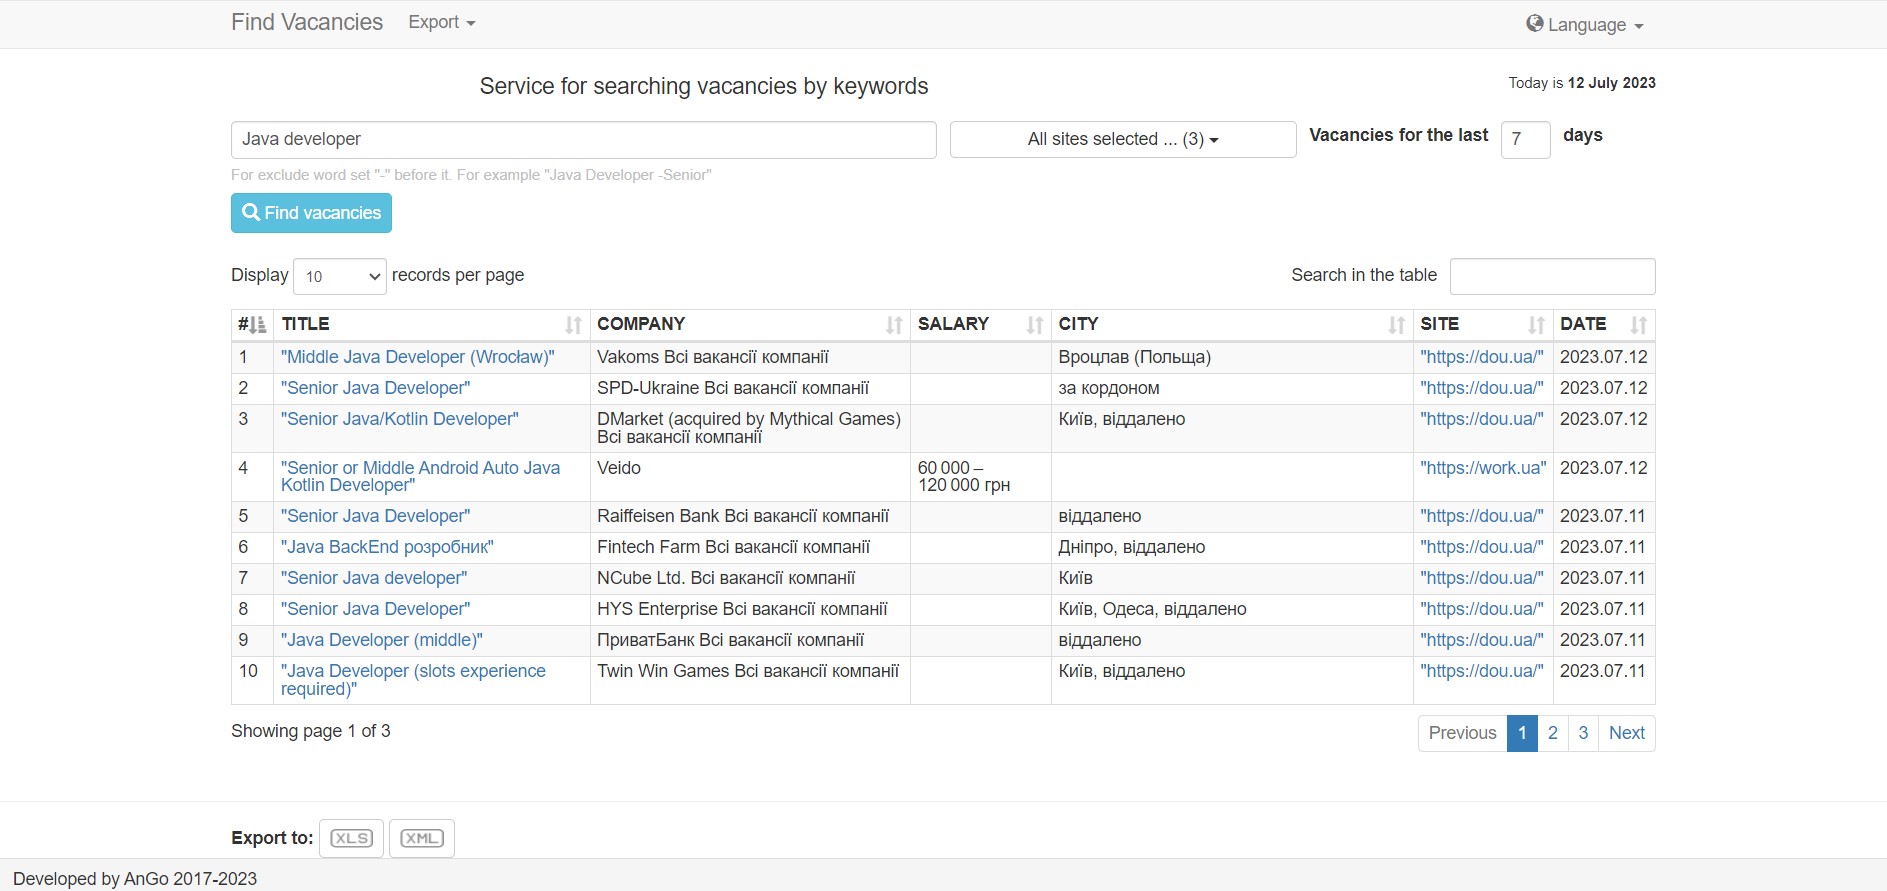 Find Vacancies Export Language
Service for searching vacancies by keywords
Today is 12 July 2023
Java developer
All sites selected ... (3)
Vacancies for the last 7 days
For exclude word set "-" before it. For example "Java Developer -Senior"
Find vacancies
Display 10 records per page
Search in the table
# TITLE COMPANY SALARY CITY SITE DATE
1 "Middle Java Developer (Wrocław)" Vakoms Всі вакансії компанії Вроцлав (Польща) "https://dou.ua/" 2023.07.12
2 "Senior Java Developer" SPD-Ukraine Всі вакансії компанії за кордоном "https://dou.ua/" 2023.07.12
3 "Senior Java/Kotlin Developer" DMarket (acquired by Mythical Games) Київ, віддалено "https://dou.ua/" 2023.07.12
Всі вакансії компанії
4 "Senior or Middle Android Auto Java Veido 60 000 – "https://work.ua" 2023.07.12
Kotlin Developer" 120 000 грн
5 "Senior Java Developer" Raiffeisen Bank Всі вакансії компанії віддалено "https://dou.ua/" 2023.07.11
6 "Java BackEnd розробник" Fintech Farm Всі вакансії компанії Дніпро, віддалено "https://dou.ua/" 2023.07.11
7 "Senior Java developer" NCube Ltd. Всі вакансії компанії Київ "https://dou.ua/" 2023.07.11
8 "Senior Java Developer" HYS Enterprise Всі вакансії компанії Київ, Одеса, віддалено "https://dou.ua/" 2023.07.11
9 "Java Developer (middle)" ПриватБанк Всі вакансії компанії віддалено "https://dou.ua/" 2023.07.11
10 "Java Developer (slots experience Twin Win Games Всі вакансії компанії Київ, віддалено "https://dou.ua/" 2023.07.11
required)"
Showing page 1 of 3
Previous 1 2 3 Next
Export to: XLS XML
Developed by AnGo 2017-2023